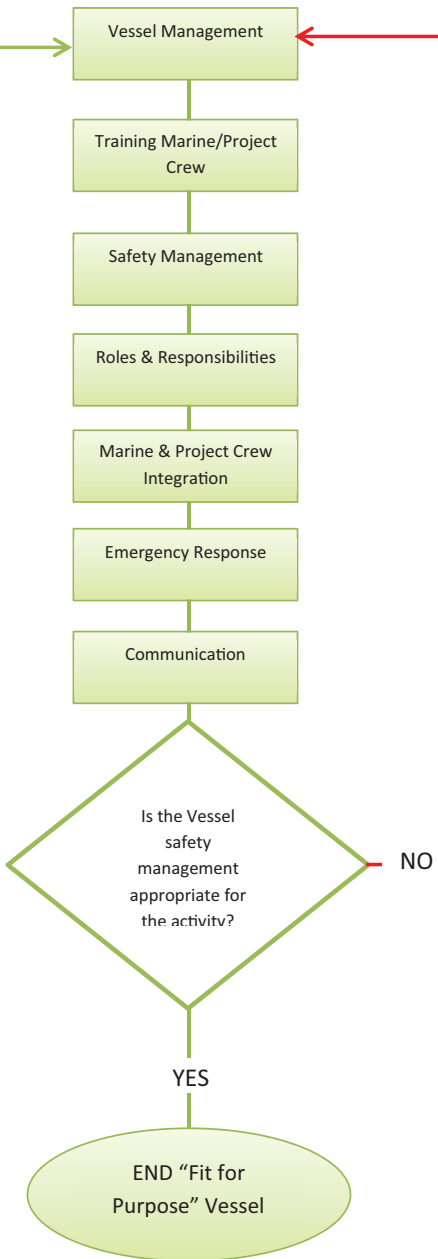 Vessel Management
Training Marine/Project
Crew
Safety Management
Roles & Responsibilities
Marine & Project Crew
Integration
Emergency Response
Communication
Is the Vessel
safety
management
appropriate for
the activity?
NO
YES
END “Fit for
Purpose” Vessel